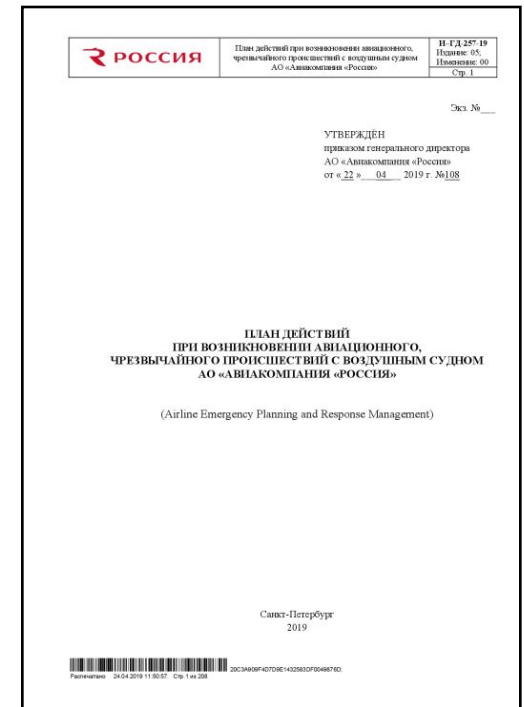 РОССИЯ
План действий при возникновении авиационного,
чрезвычайного происшествий с воздушным судном
АО «Авиакомпания «Россия»
И-ГД-257-19
Издание: 05;
Изменение: 00
Стр. 1
Экз. №___
УТВЕРЖДЁН
приказом генерального директора
АО «Авиакомпания «Россия»
от « 22 »___04___ 2019 г. №108
ПЛАН ДЕЙСТВИЙ
ПРИ ВОЗНИКНОВЕНИИ АВИАЦИОННОГО,
ЧРЕЗВЫЧАЙНОГО ПРОИСШЕСТВИЙ С ВОЗДУШНЫМ СУДНОМ
АО «АВИАКОМПАНИЯ «РОССИЯ»
(Airline Emergency Planning and Response Management)
Санкт-Петербург
2019
Распечатано 24.04.2019 11:50:57. Стр. 1 из 208